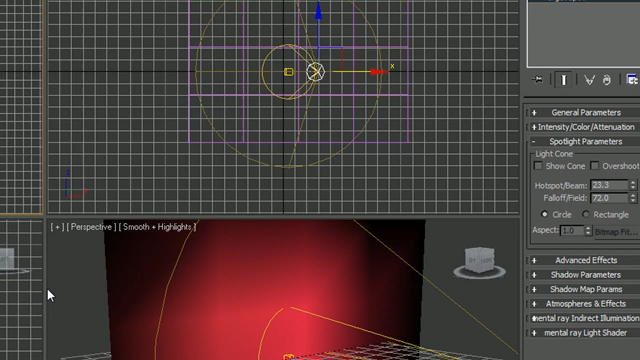 x
[ + ] [ Perspective ] [ Smooth + Highlights ]
+ General Parameters
+ Intensity/Color/Attenuation
- Spotlight Parameters
Light Cone
Show Cone
Overshoot
Hotspot/Beam: 23.3
Falloff/Field: 72.0
Circle
Rectangle
Aspect: 1.0
Bitmap Fit...
+ Advanced Effects
+ Shadow Parameters
+ Shadow Map Params
+ Atmospheres & Effects
mental ray Indirect Illumination
+ mental ray Light Shader